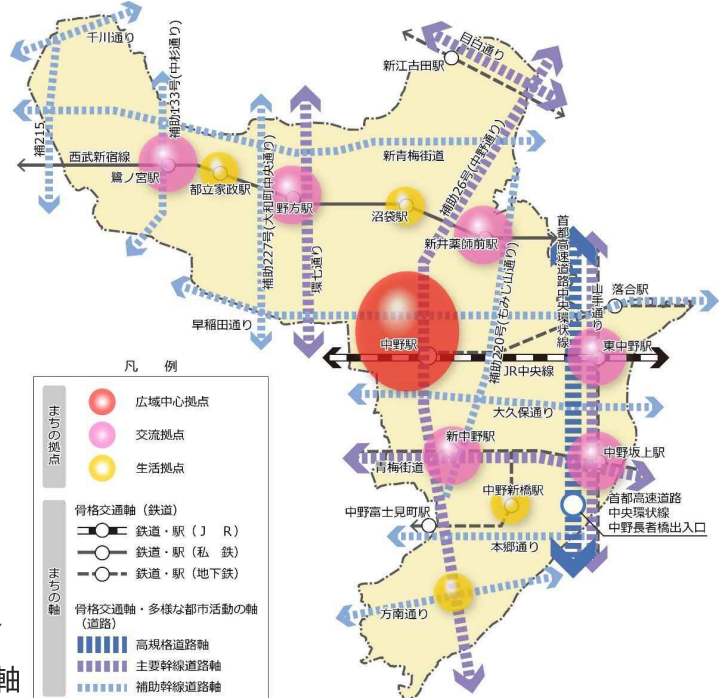 目白通り
千川通り
新江古田駅
補助133号(中杉通り)
補215
西武新宿線
鷺ノ宮駅
都立家政駅
補助227号(大和町中央通り)
野方駅
環七通り
新青梅街道
沼袋駅
補助26号(中野通り)
新井薬師前駅
補助220号(もみじ山通り)
首都高速道路中央環状線
山手通り
落合駅
早稲田通り
中野駅
東中野駅
JR中央線
大久保通り
新中野駅
青梅街道
中野坂上駅
中野新橋駅
中野富士見町駅
首都高速道路
中央環状線
中野長者橋出入口
本郷通り
方南通り
凡 例
まちの拠点
広域中心拠点
交流拠点
生活拠点
まちの軸
骨格交通軸(鉄道)
鉄道・駅(J R)
鉄道・駅(私 鉄)
鉄道・駅(地下鉄)
骨格交通軸・多様な都市活動の軸
(道路)
高規格道路軸
主要幹線道路軸
補助幹線道路軸
軸